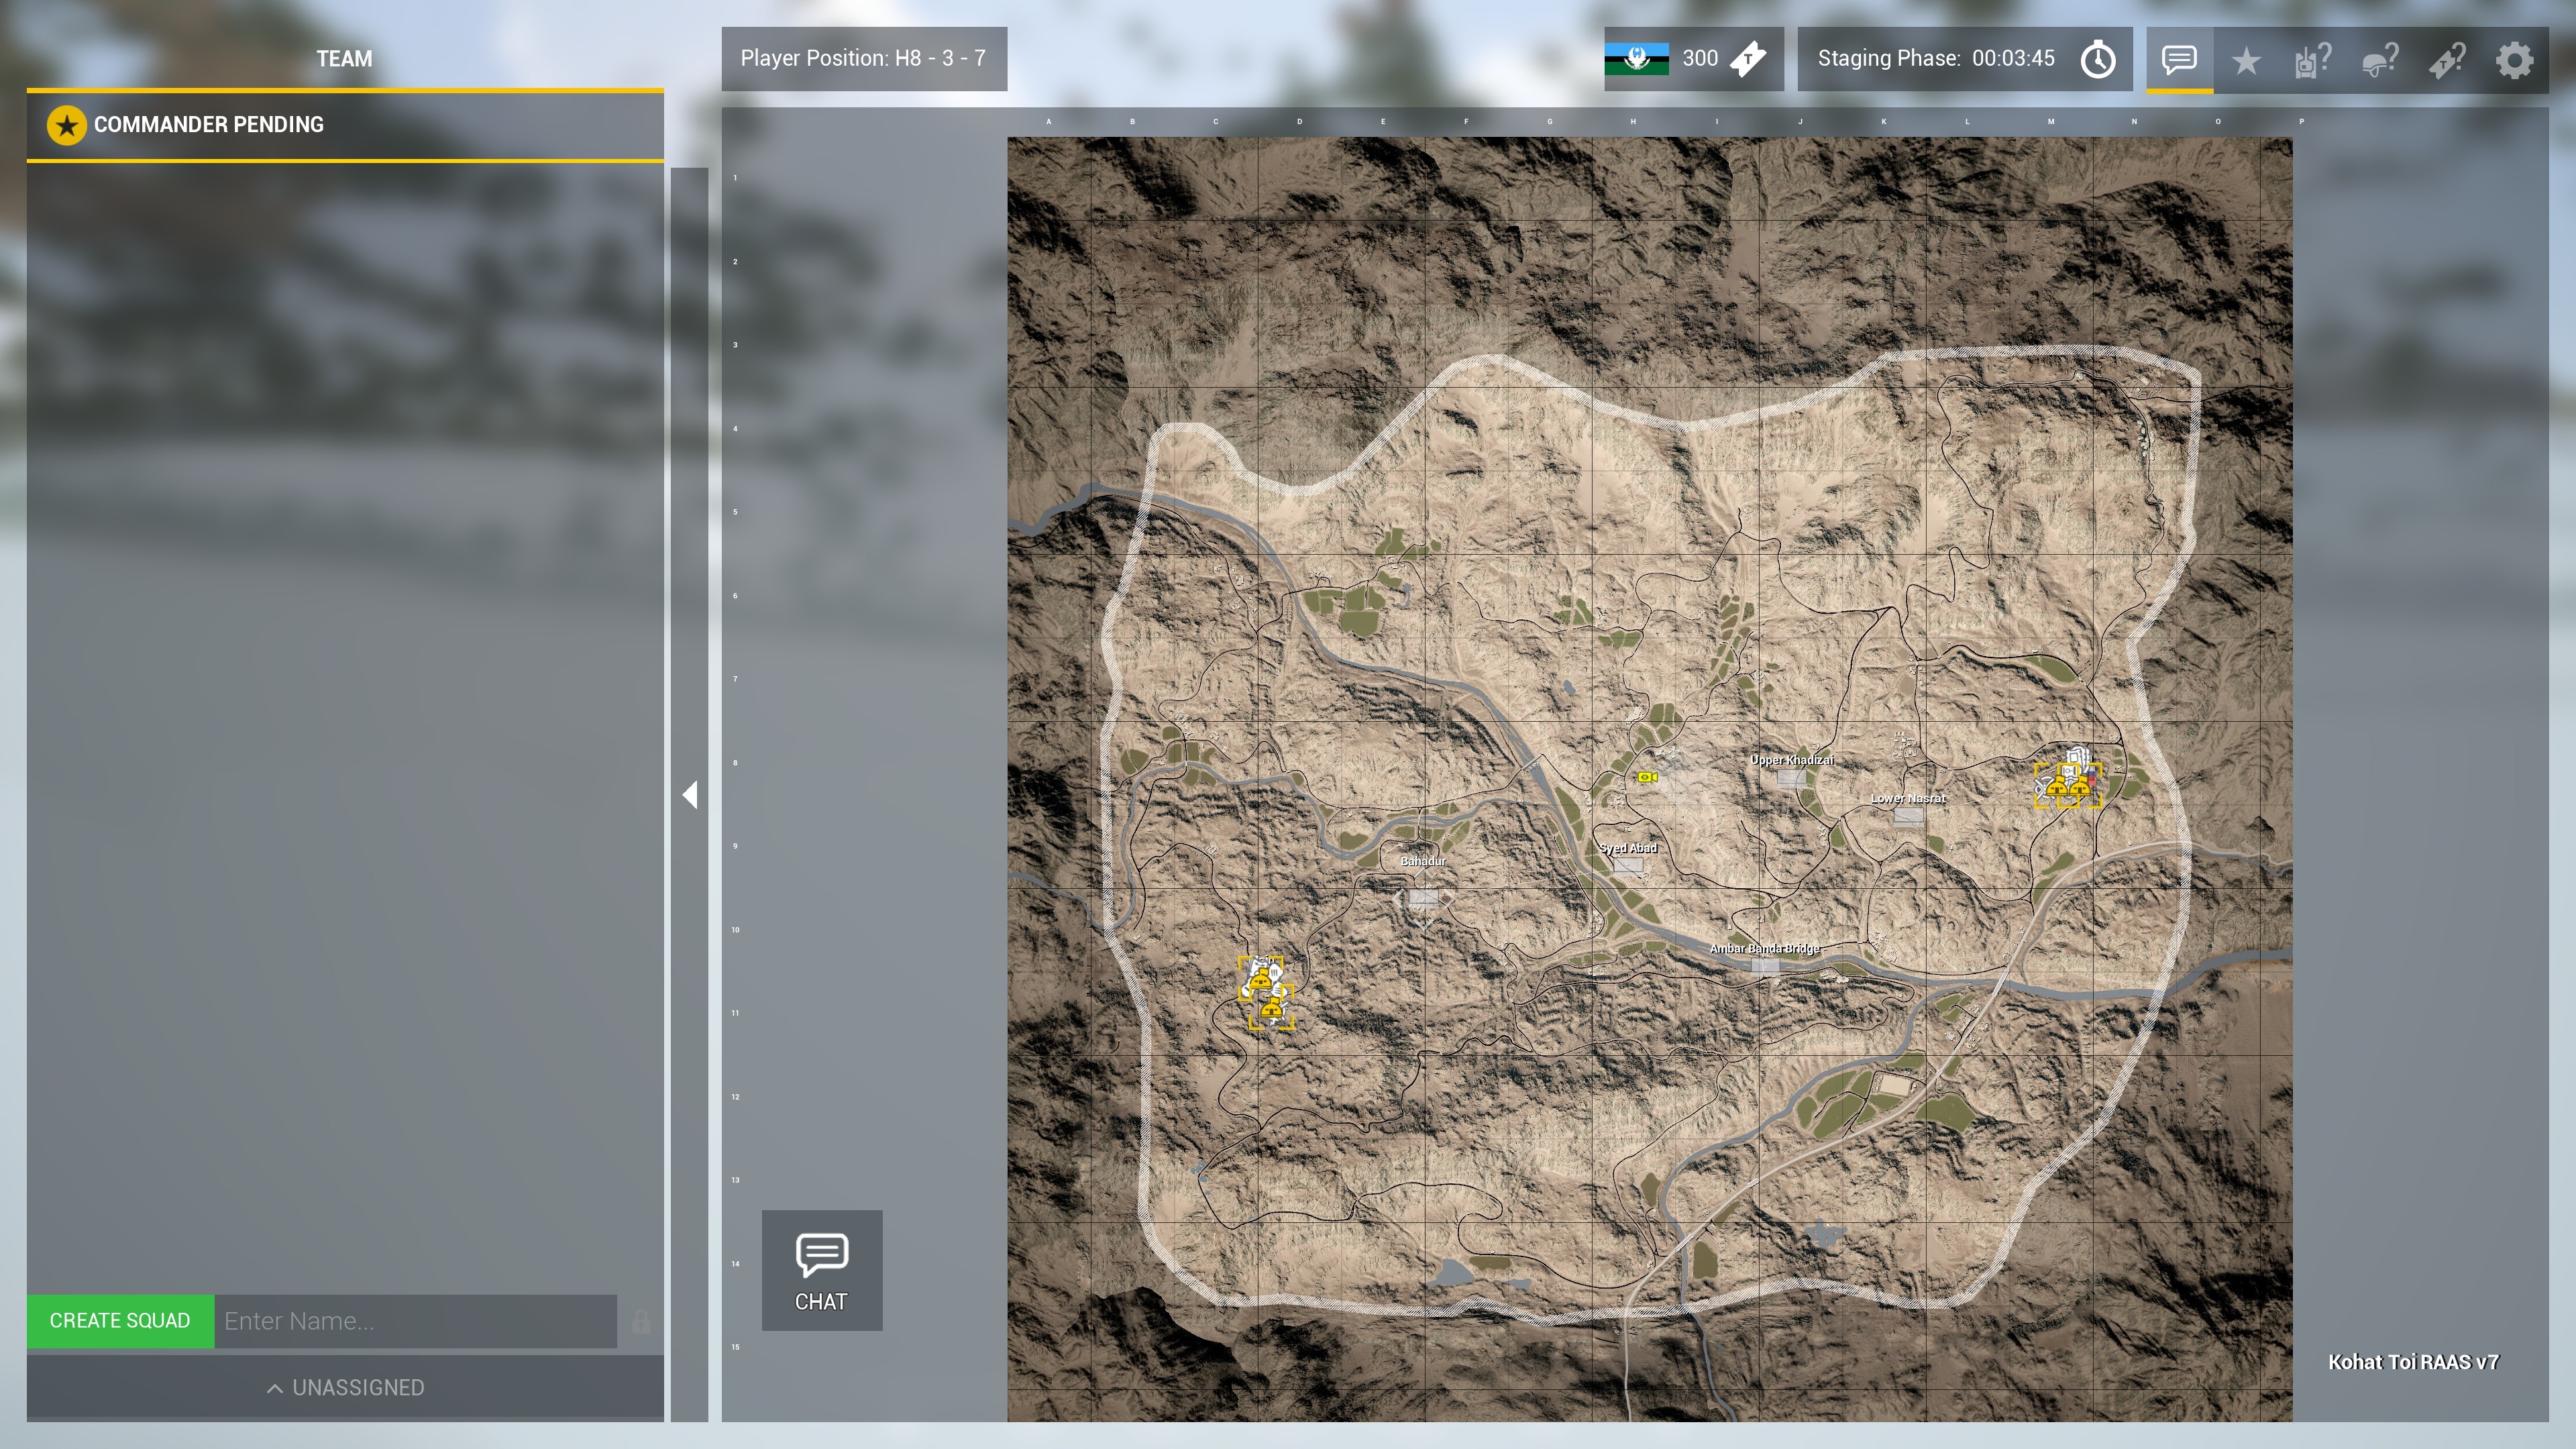 TEAM
Player Position: H8 - 3 - 7
300
Staging Phase: 00:03:45
COMMANDER PENDING
A B C D E F G H I J K L M N O P
1
2
3
4
5
6
7
8
Upper Khadizai
Lower Nasrat
9
Syed Abad
Bahadur
10
Ambar Banda Bridge
11
12
13
14
CHAT
CREATE SQUAD Enter Name...
15
Kohat Toi RAAS v7
UNASSIGNED